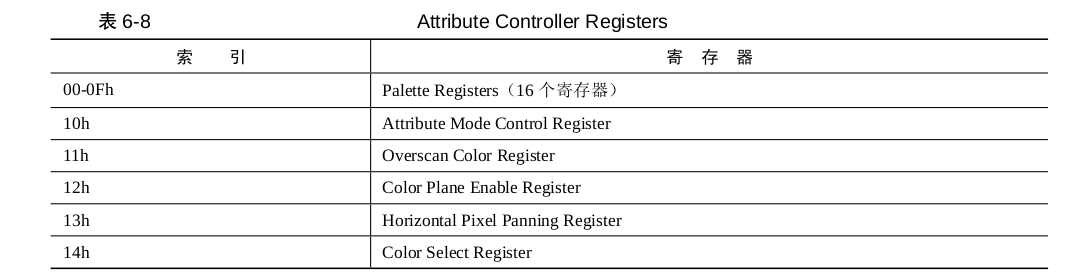 表 6-8 Attribute Controller Registers
索 引 寄 存 器
00-0Fh Palette Registers（16 个寄存器）
10h Attribute Mode Control Register
11h Overscan Color Register
12h Color Plane Enable Register
13h Horizontal Pixel Panning Register
14h Color Select Register